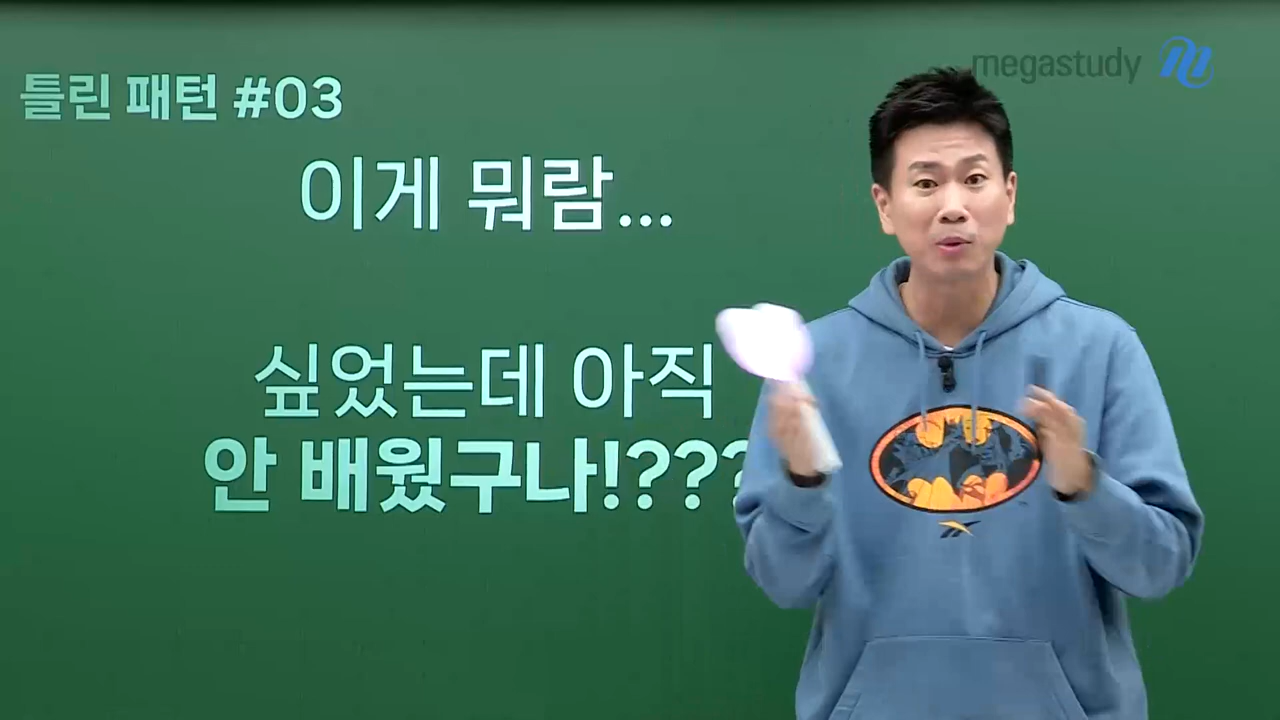 megastudy
틀린 패턴 #03
이게 뭐람...
싶었는데 아직
안 배웠구나!???